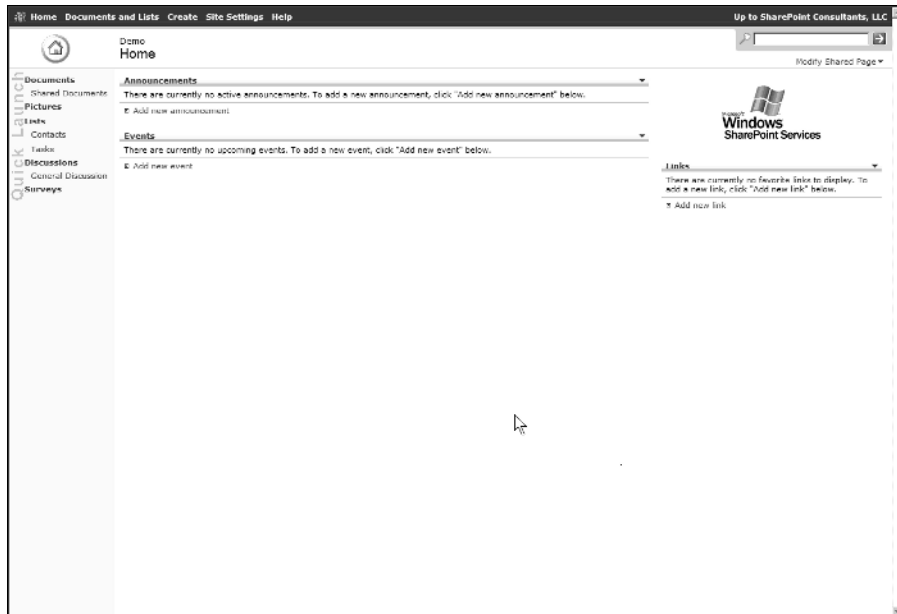 Home Documents and Lists Create Site Settings Help Up to SharePoint Consultants, LLC
Demo
Home
Modify Shared Page
Quick Launch
Documents
Shared Documents
Pictures
Lists
Contacts
Tasks
Discussions
General Discussion
Surveys
Announcements
There are currently no active announcements. To add a new announcement, click "Add new announcement" below.
Add new announcement
Events
There are currently no upcoming events. To add a new event, click "Add new event" below.
Add new event
Microsoft
Windows
SharePoint Services
Links
There are currently no favorite links to display. To
add a new link, click "Add new link" below.
Add new link